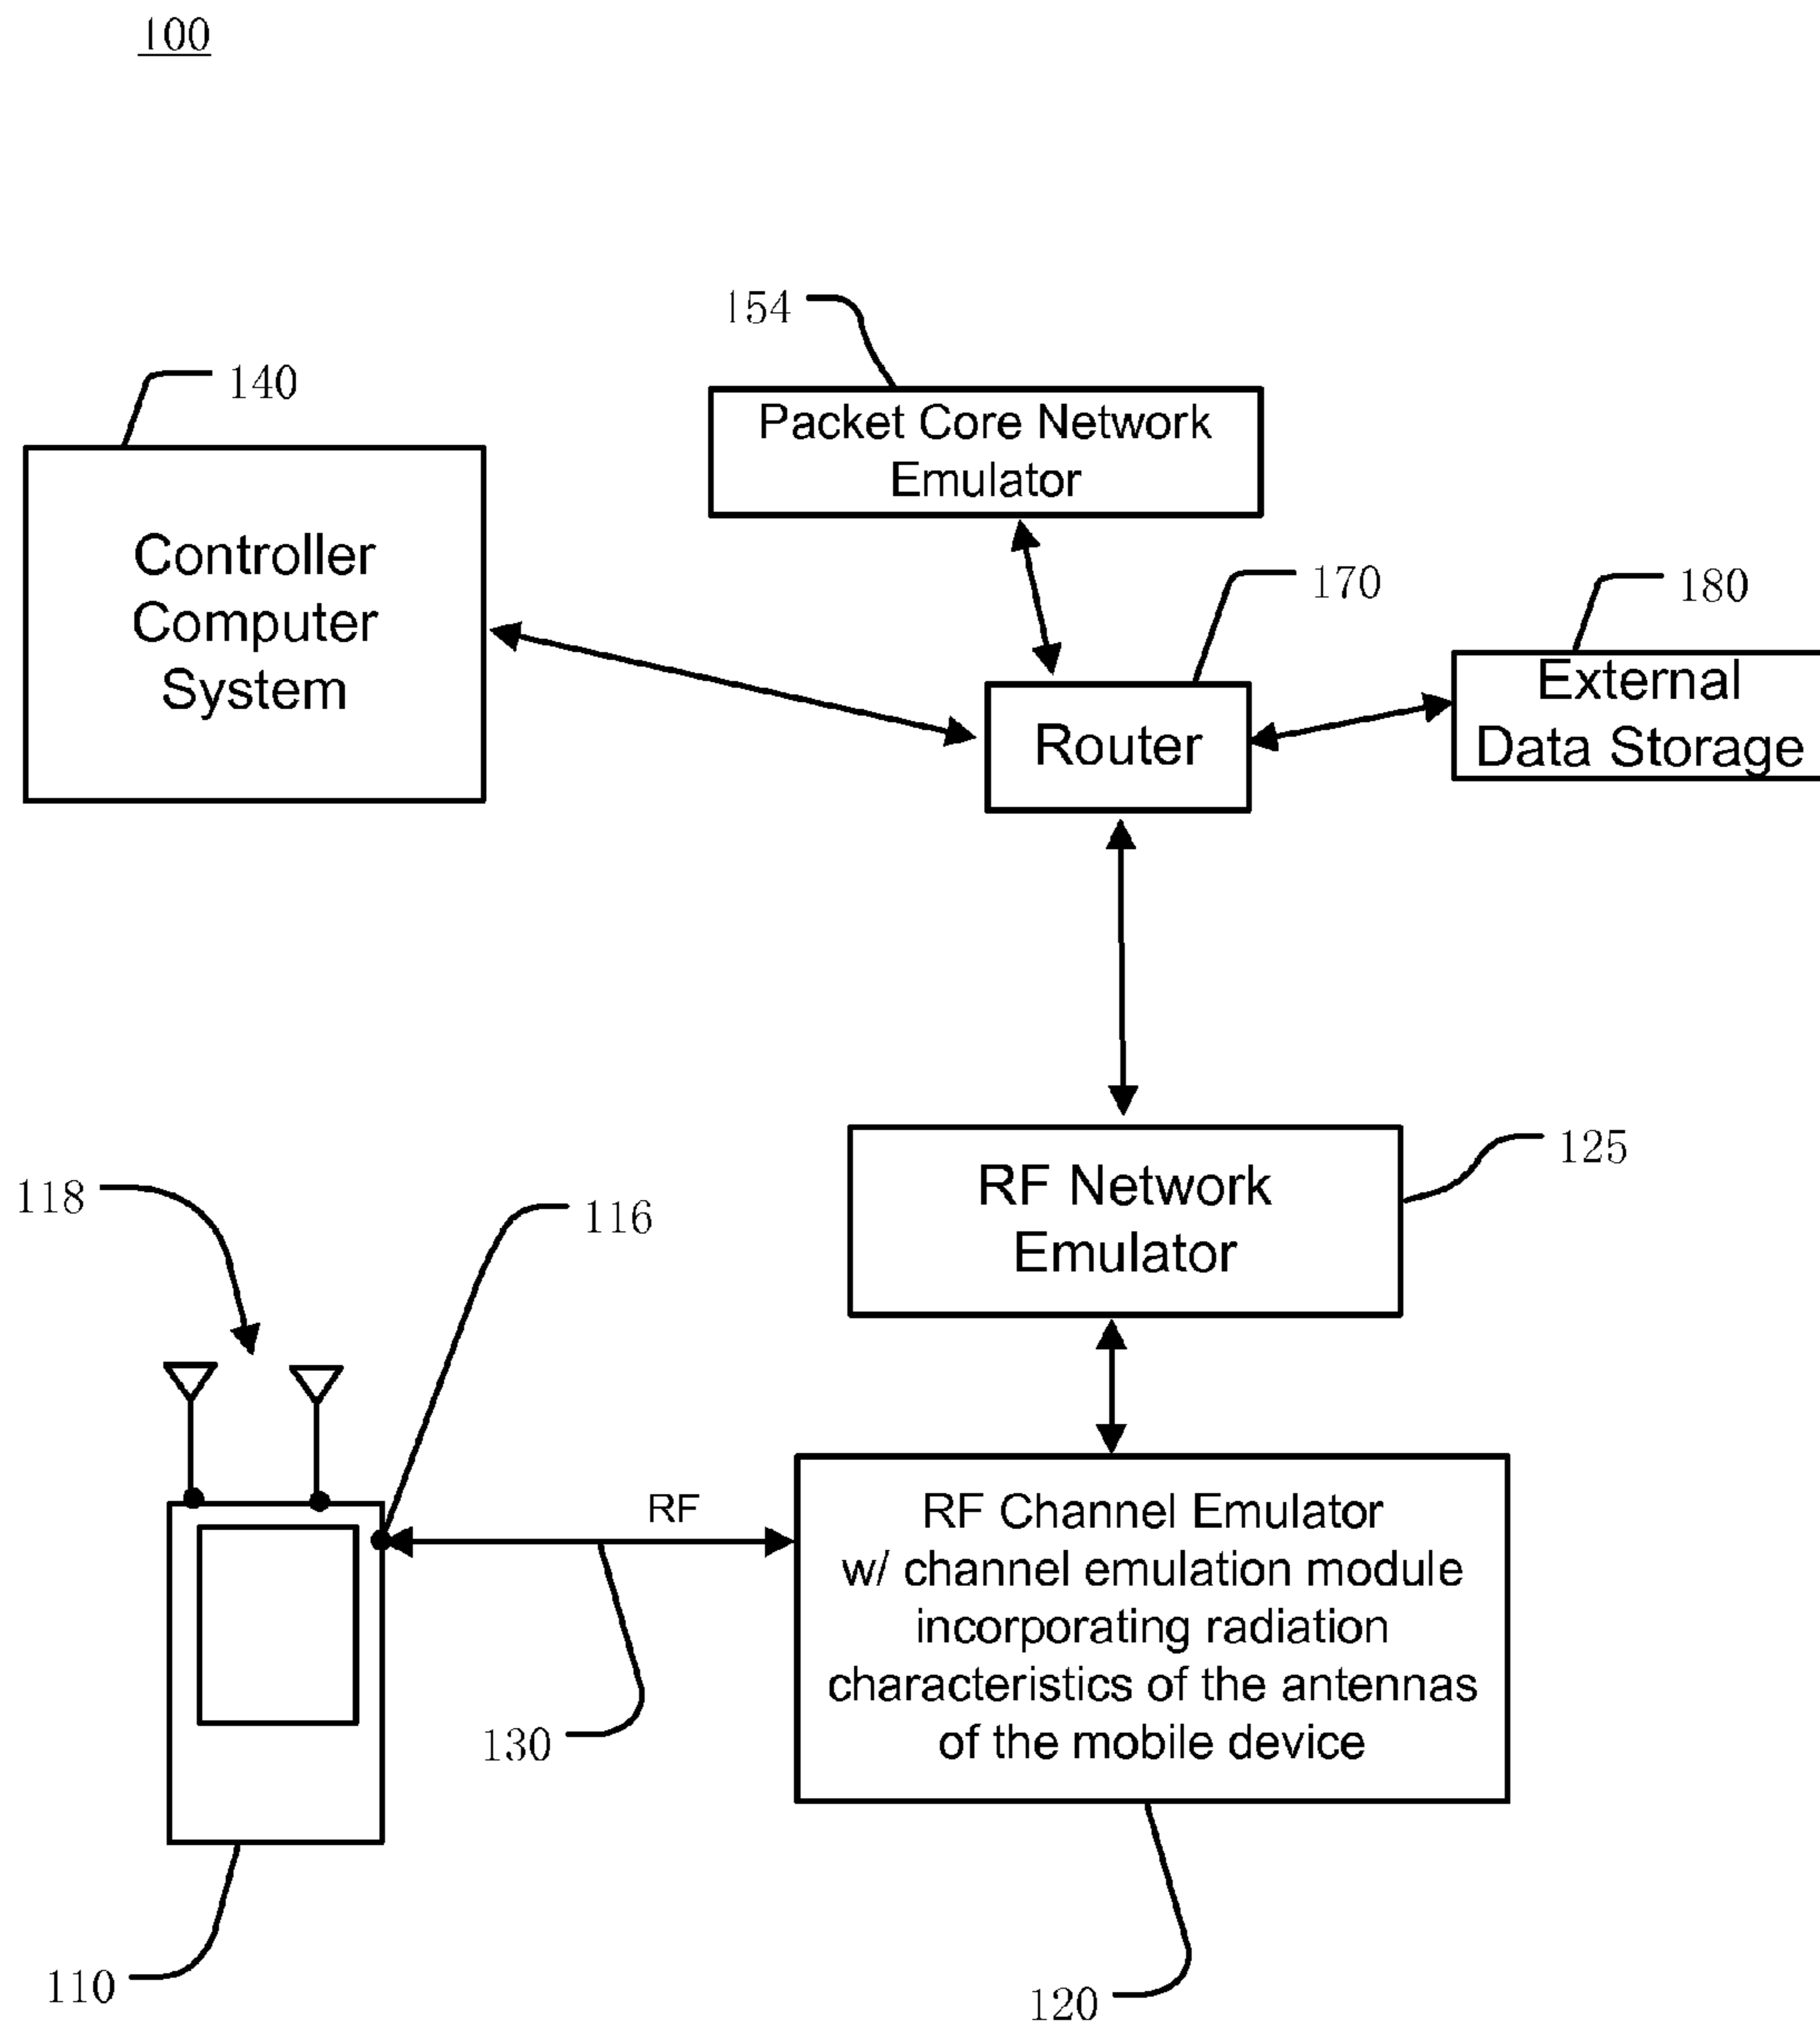 100
154
140
Packet Core Network
Emulator
Controller
Computer
System
170
180
External
Data Storage
Router
125
RF Network
Emulator
118
116
RF
RF Channel Emulator
w/ channel emulation module
incorporating radiation
characteristics of the antennas
of the mobile device
130
110
120